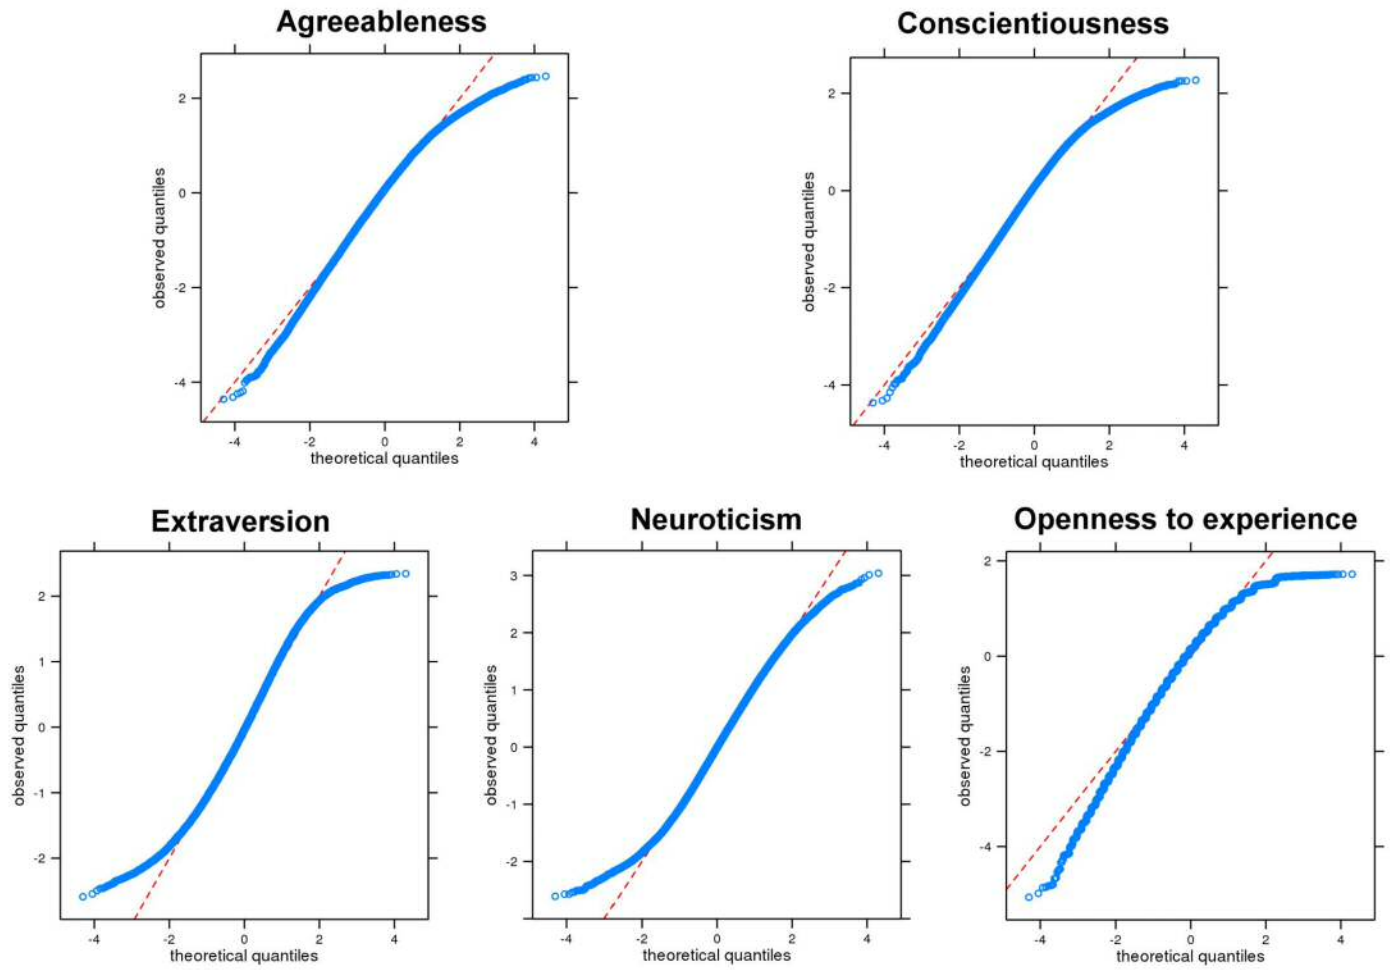 Agreeableness
observed quantiles
2
0
-2
-4
-4 -2 0 2 4
theoretical quantiles
Conscientiousness
observed quantiles
2
0
-2
-4
-4 -2 0 2 4
theoretical quantiles
Extraversion
observed quantiles
2
1
0
-1
-2
-4 -2 0 2 4
theoretical quantiles
Neuroticism
observed quantiles
3
2
1
0
-1
-2
-4 -2 0 2 4
theoretical quantiles
Openness to experience
observed quantiles
2
0
-2
-4
-4 -2 0 2 4
theoretical quantiles